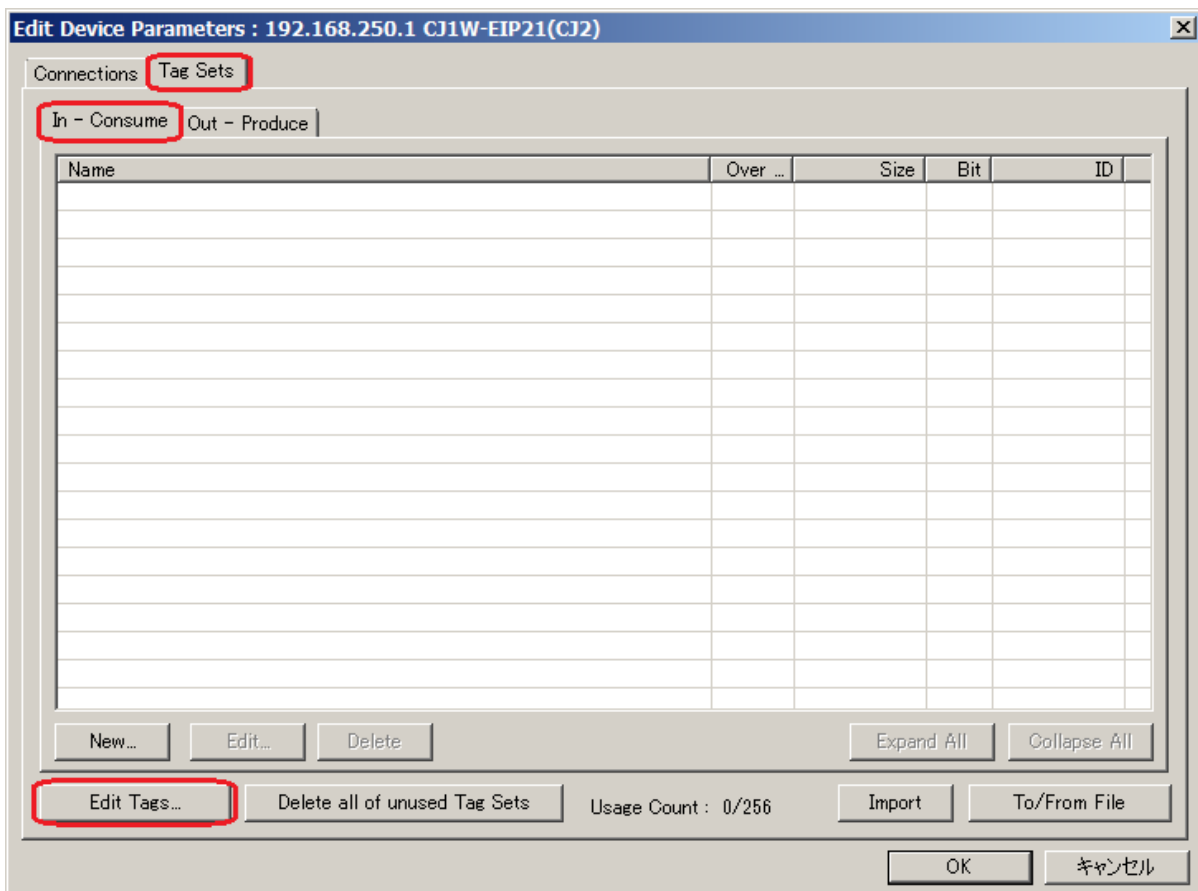 Edit Device Parameters : 192.168.250.1 CJ1W-EIP21(CJ2)
Connections Tag Sets
In - Consume Out - Produce
Name Over ... Size Bit ID
New... Edit... Delete Expand All Collapse All
Edit Tags... Delete all of unused Tag Sets Usage Count : 0/256 Import To/From File
OK キャンセル